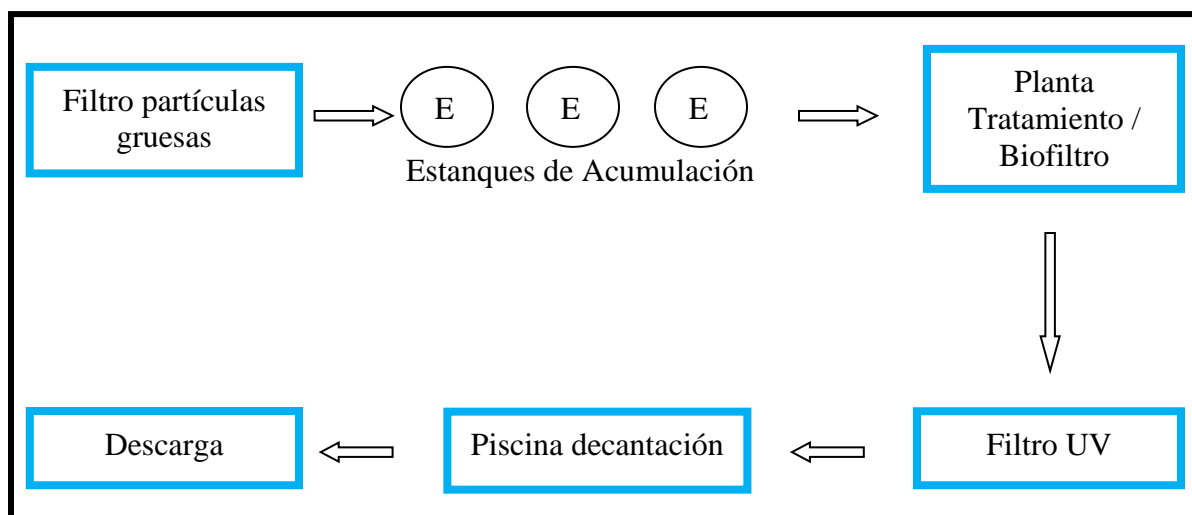 Filtro partículas
gruesas
E
E
E
Estanques de Acumulación
Planta
Tratamiento /
Biofiltro
Filtro UV
Piscina decantación
Descarga